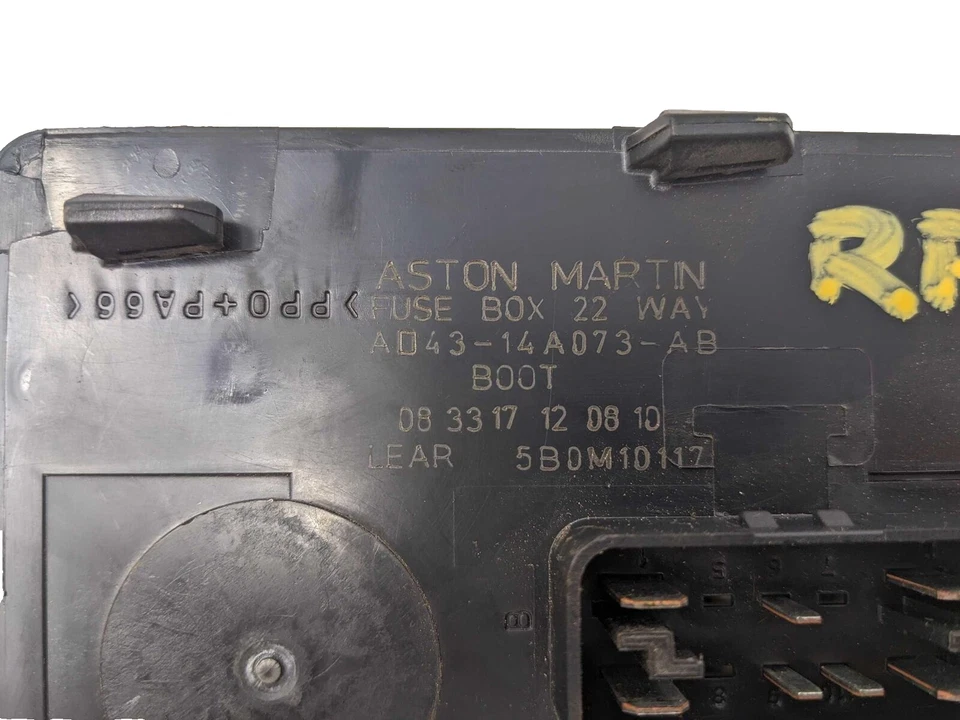 ASTON MARTIN
>PPO+PA66<
FUSE BOX 22 WAY
AD43-14A073-AB
BOOT
08 33 17 12 08 10
LEAR 5B0M10117
B